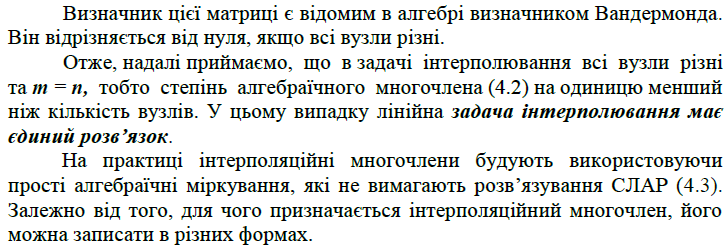 Визначник цієї матриці є відомим в алгебрі визначником Вандермонда.
Він відрізняється від нуля, якщо всі вузли різні.
Отже, надалі приймаємо, що в задачі інтерполювання всі вузли різні
та m = n, тобто степінь алгебраїчного многочлена (4.2) на одиницю менший
ніж кількість вузлів. У цьому випадку лінійна задача інтерполювання має
єдиний розв’язок.
На практиці інтерполяційні многочлени будують використовуючи
прості алгебраїчні міркування, які не вимагають розв’язування СЛАР (4.3).
Залежно від того, для чого призначається інтерполяційний многочлен, його
можна записати в різних формах.